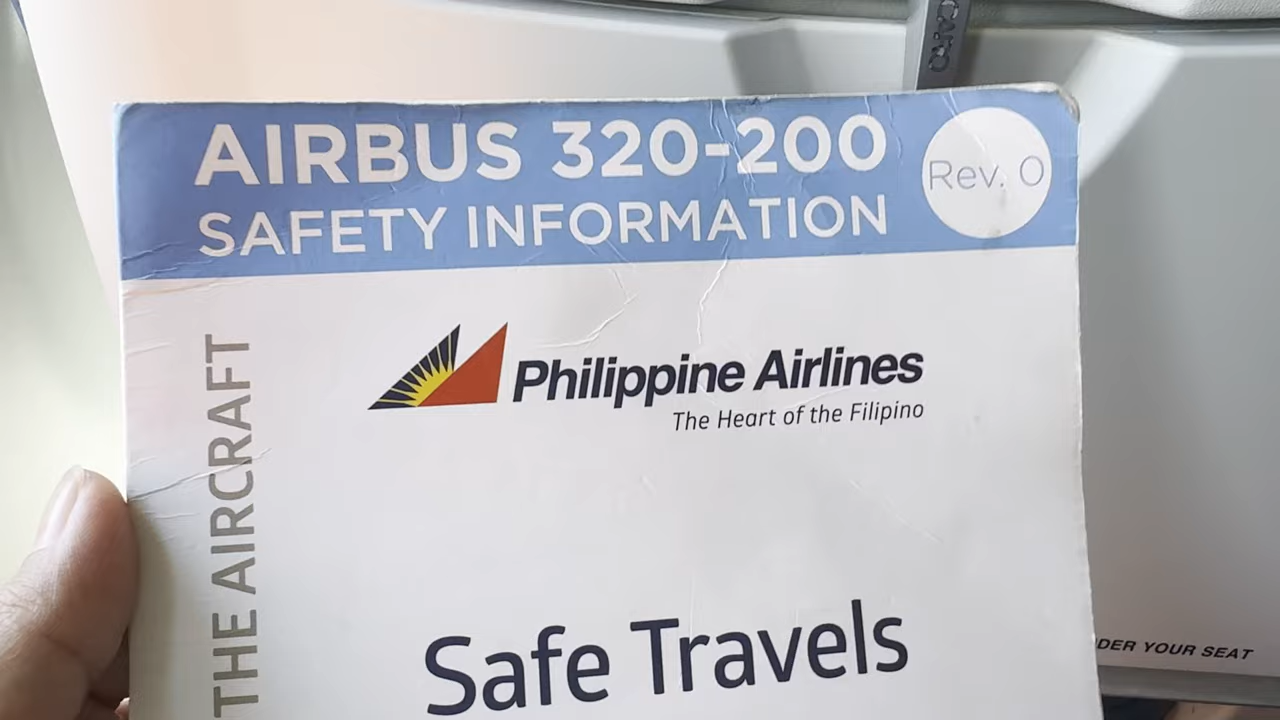 AIRBUS 320-200
SAFETY INFORMATION
Rev. 0
THE AIRCRAFT
Philippine Airlines
The Heart of the Filipino
Safe Travels
YOUR SEAT